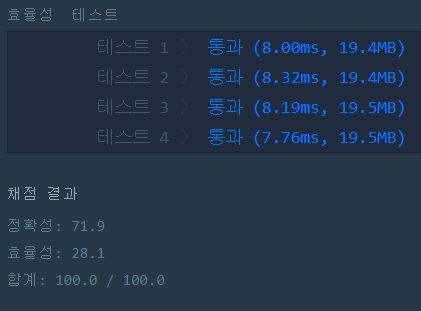 효율성 테스트
테스트 1 〉 통과 (8.00ms, 19.4MB)
테스트 2 〉 통과 (8.32ms, 19.4MB)
테스트 3 〉 통과 (8.19ms, 19.5MB)
테스트 4 〉 통과 (7.76ms, 19.5MB)
채점 결과
정확성: 71.9
효율성: 28.1
합계: 100.0 / 100.0